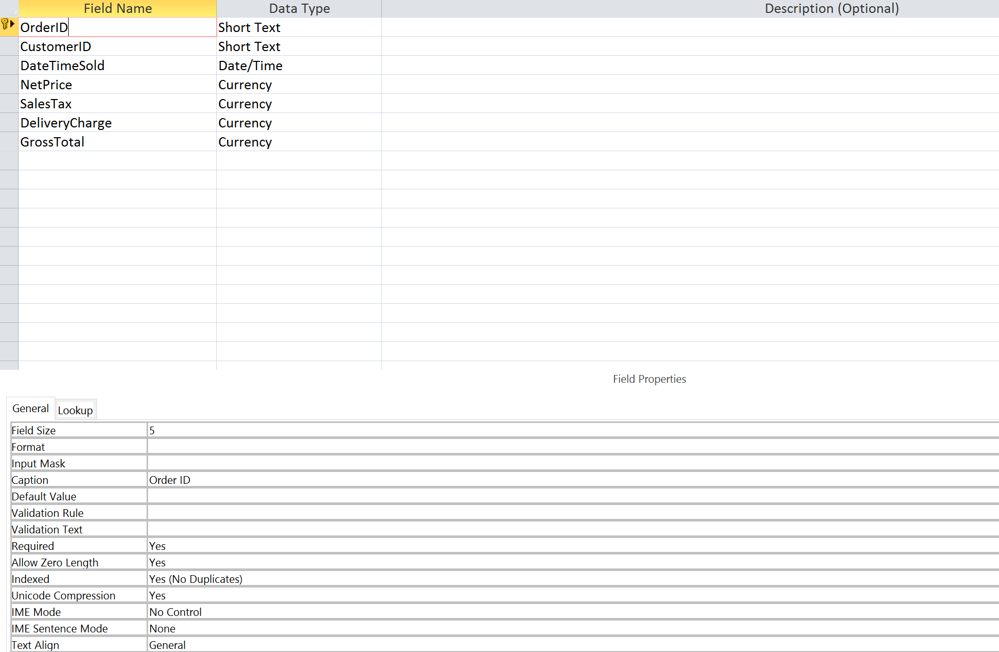 Field Name Data Type Description (Optional)
OrderID Short Text
CustomerID Short Text
DateTimeSold Date/Time
NetPrice Currency
SalesTax Currency
DeliveryCharge Currency
GrossTotal Currency
Field Properties
General Lookup
Field Size 5
Format
Input Mask
Caption Order ID
Default Value
Validation Rule
Validation Text
Required Yes
Allow Zero Length Yes
Indexed Yes (No Duplicates)
Unicode Compression Yes
IME Mode No Control
IME Sentence Mode None
Text Align General